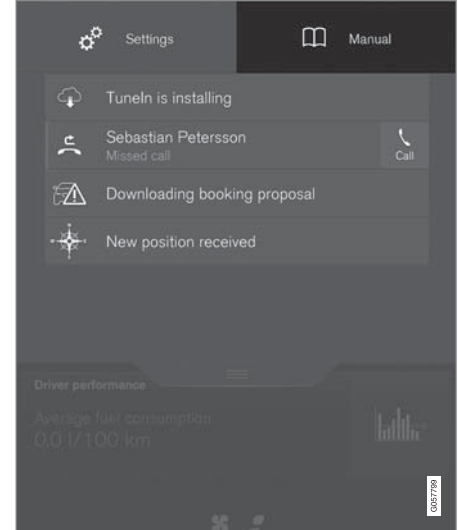 Settings
Manual
TuneIn is installing
Sebastian Petersson
Missed call
Call
Downloading booking proposal
New position received
Driver performance
Average fuel consumption
0.0 l/100 km
G057799